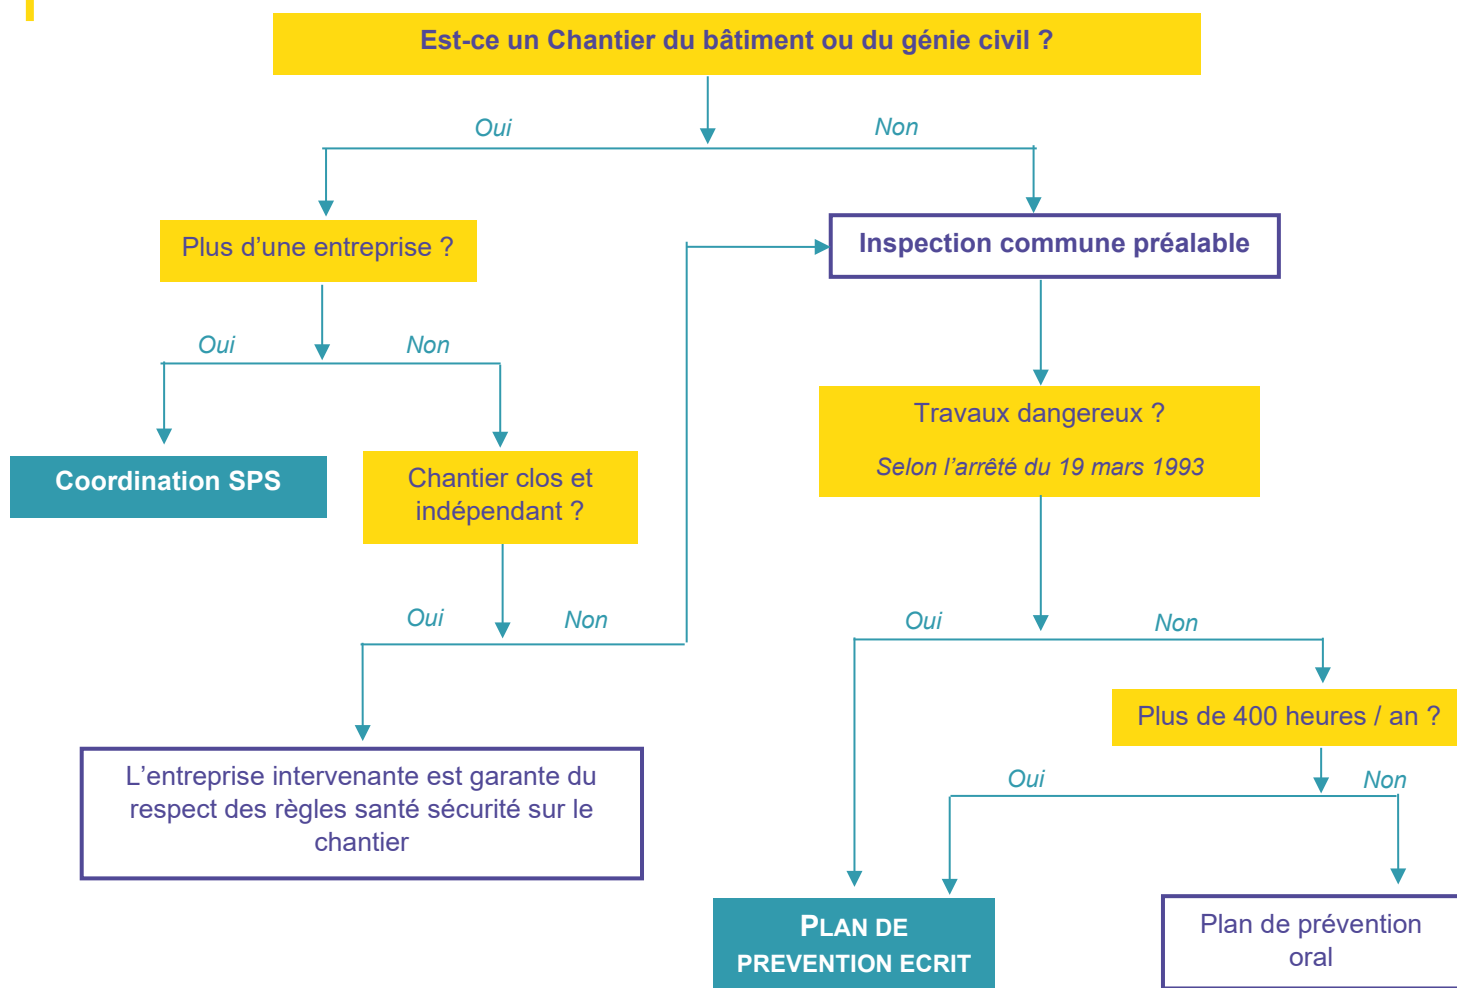 Est-ce un Chantier du bâtiment ou du génie civil ?
Oui
Non
Plus d'une entreprise ?
Inspection commune préalable
Oui
Non
Travaux dangereux ?
Selon l'arrêté du 19 mars 1993
Coordination SPS
Chantier clos et
indépendant ?
Oui
Non
Oui
Non
Plus de 400 heures / an ?
L'entreprise intervenante est garante du
respect des règles santé sécurité sur le
chantier
Oui
Non
PLAN DE
PREVENTION ECRIT
Plan de prévention
oral